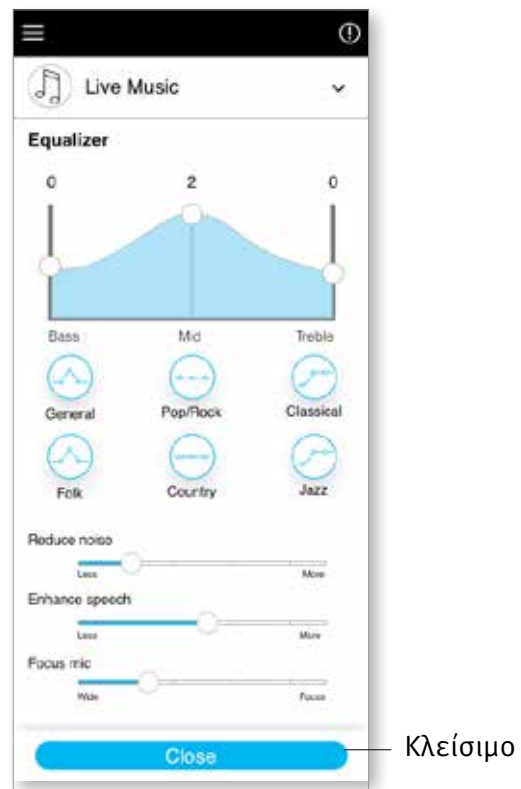 Live Music
Equalizer
0 2 0
Bass Mid Treble
General Pop/Rock Classical
Folk Country Jazz
Reduce noise
Less More
Enhance speech
Less More
Focus mic
Wide Focus
Close
Κλείσιμο